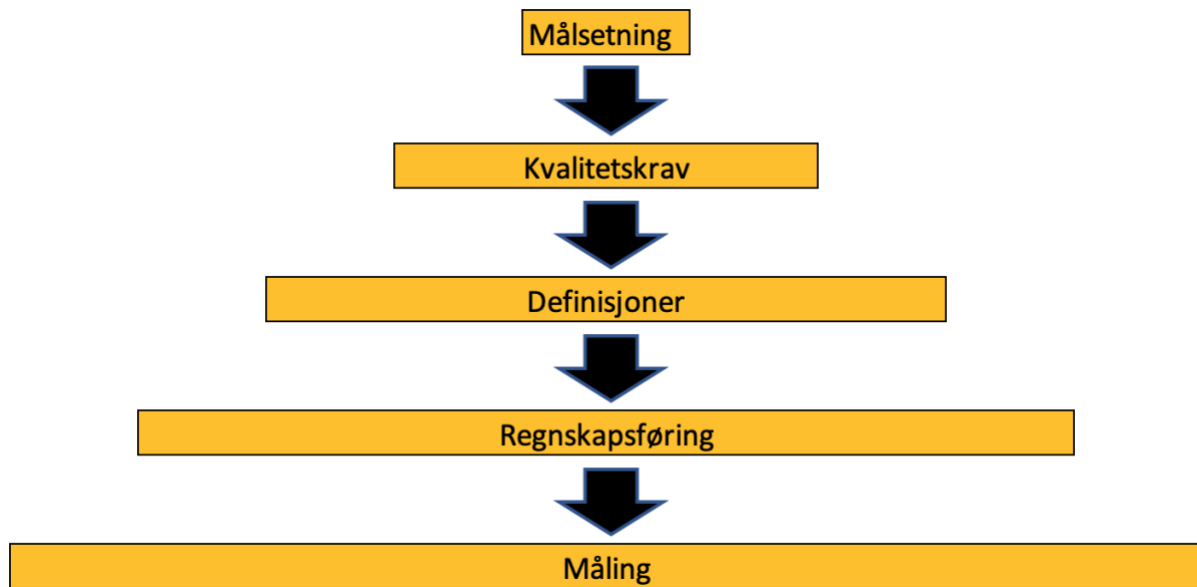 Målsetning
Kvalitetskrav
Definisjoner
Regnskapsføring
Måling